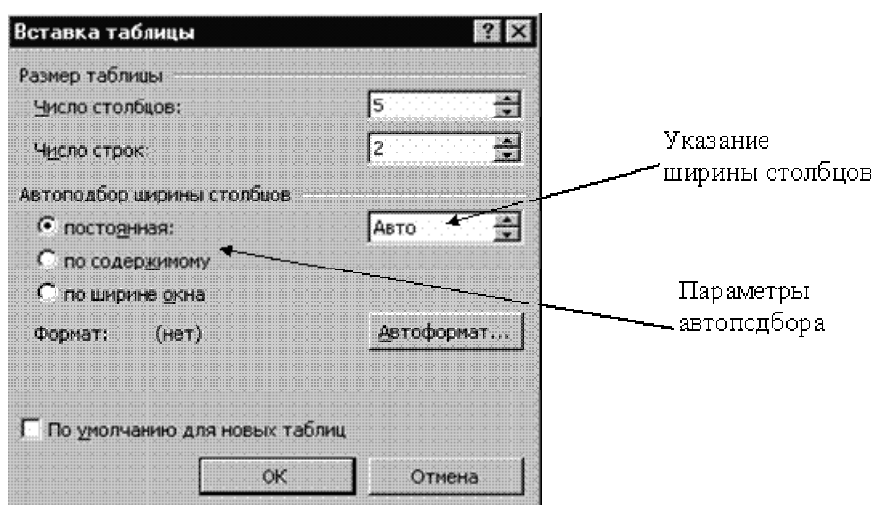 Вставка таблицы
Размер таблицы
Число столбцов: 5
Число строк: 2
Автоподбор ширины столбцов
постоянная: Авто
по содержимому
по ширине окна
Формат: (нет) Автоформат...
По умолчанию для новых таблиц
ОК Отмена
Указание
ширины столбцов
Параметры
автопсдбора